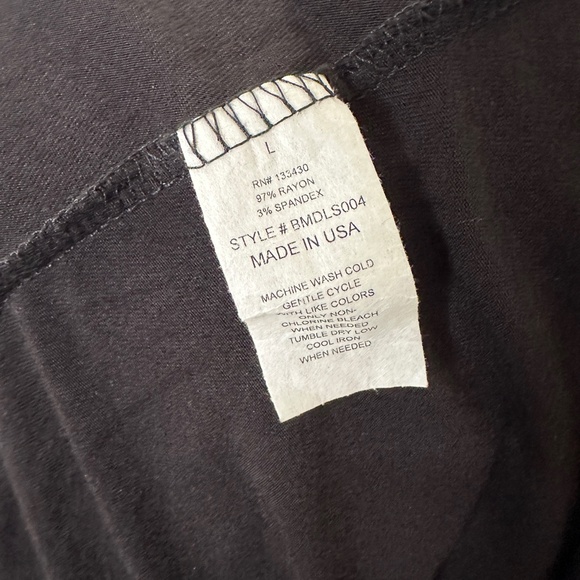 L
RN# 133430
97% RAYON
3% SPANDEX
STYLE # BMDLS004
MADE IN USA
MACHINE WASH COLD
GENTLE CYCLE
WITH LIKE COLORS
ONLY NON-
CHLORINE BLEACH
WHEN NEEDED
TUMBLE DRY LOW
COOL IRON
WHEN NEEDED